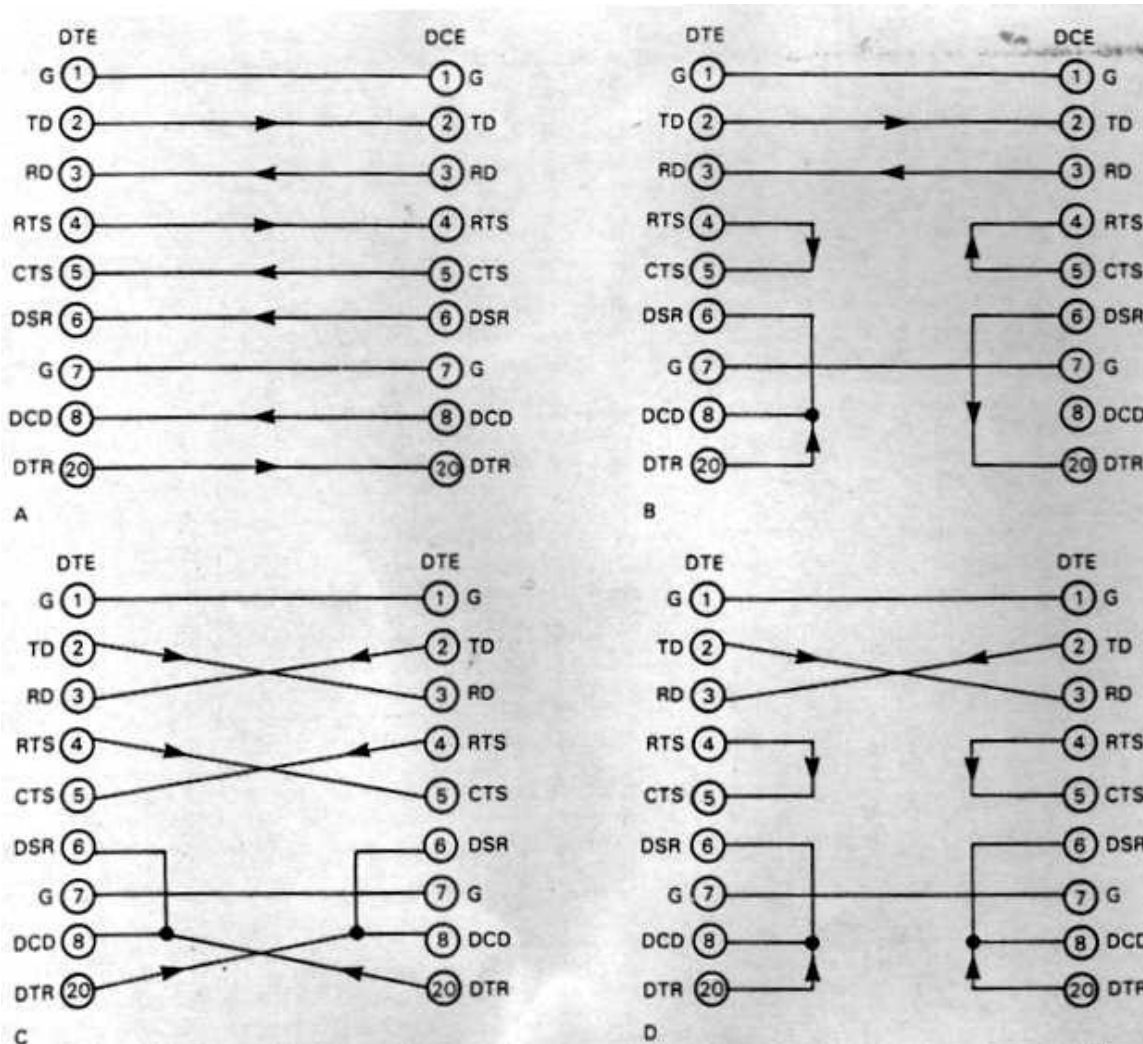 DTE DCE
G 1 1 G
TD 2 2 TD
RD 3 3 RD
RTS 4 4 RTS
CTS 5 5 CTS
DSR 6 6 DSR
G 7 7 G
DCD 8 8 DCD
DTR 20 20 DTR
A
DTE DCE
G 1 1 G
TD 2 2 TD
RD 3 3 RD
RTS 4 4 RTS
CTS 5 5 CTS
DSR 6 6 DSR
G 7 7 G
DCD 8 8 DCD
DTR 20 20 DTR
B
DTE DTE
G 1 1 G
TD 2 2 TD
RD 3 3 RD
RTS 4 4 RTS
CTS 5 5 CTS
DSR 6 6 DSR
G 7 7 G
DCD 8 8 DCD
DTR 20 20 DTR
C
DTE DTE
G 1 1 G
TD 2 2 TD
RD 3 3 RD
RTS 4 4 RTS
CTS 5 5 CTS
DSR 6 6 DSR
G 7 7 G
DCD 8 8 DCD
DTR 20 20 DTR
D